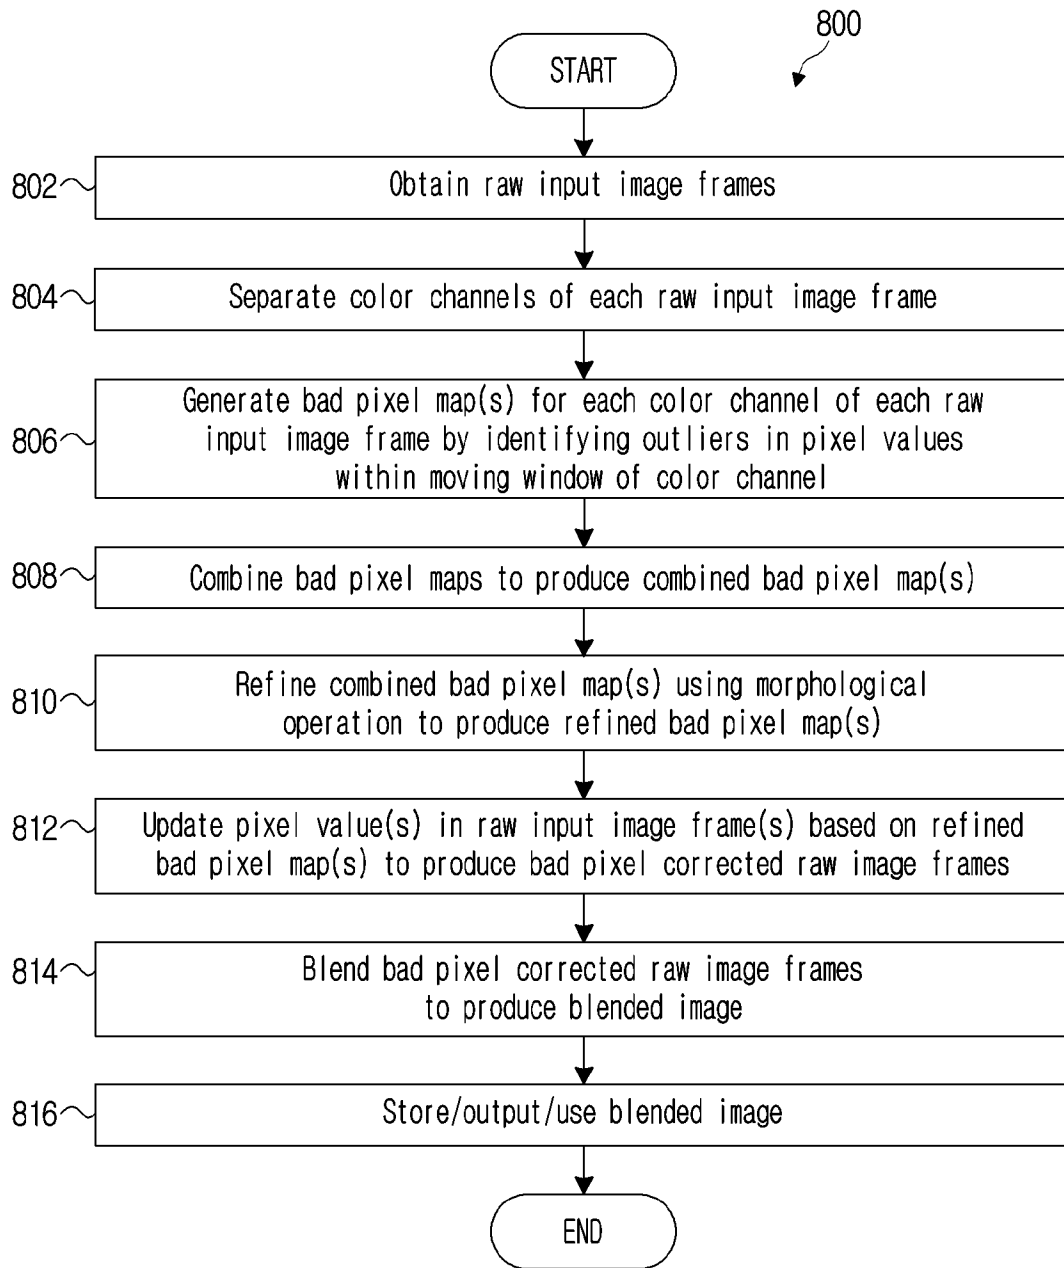 800
START
802
Obtain raw input image frames
804
Separate color channels of each raw input image frame
806
Generate bad pixel map(s) for each color channel of each raw
input image frame by identifying outliers in pixel values
within moving window of color channel
808
Combine bad pixel maps to produce combined bad pixel map(s)
810
Refine combined bad pixel map(s) using morphological
operation to produce refined bad pixel map(s)
812
Update pixel value(s) in raw input image frame(s) based on refined
bad pixel map(s) to produce bad pixel corrected raw image frames
814
Blend bad pixel corrected raw image frames
to produce blended image
816
Store/output/use blended image
END